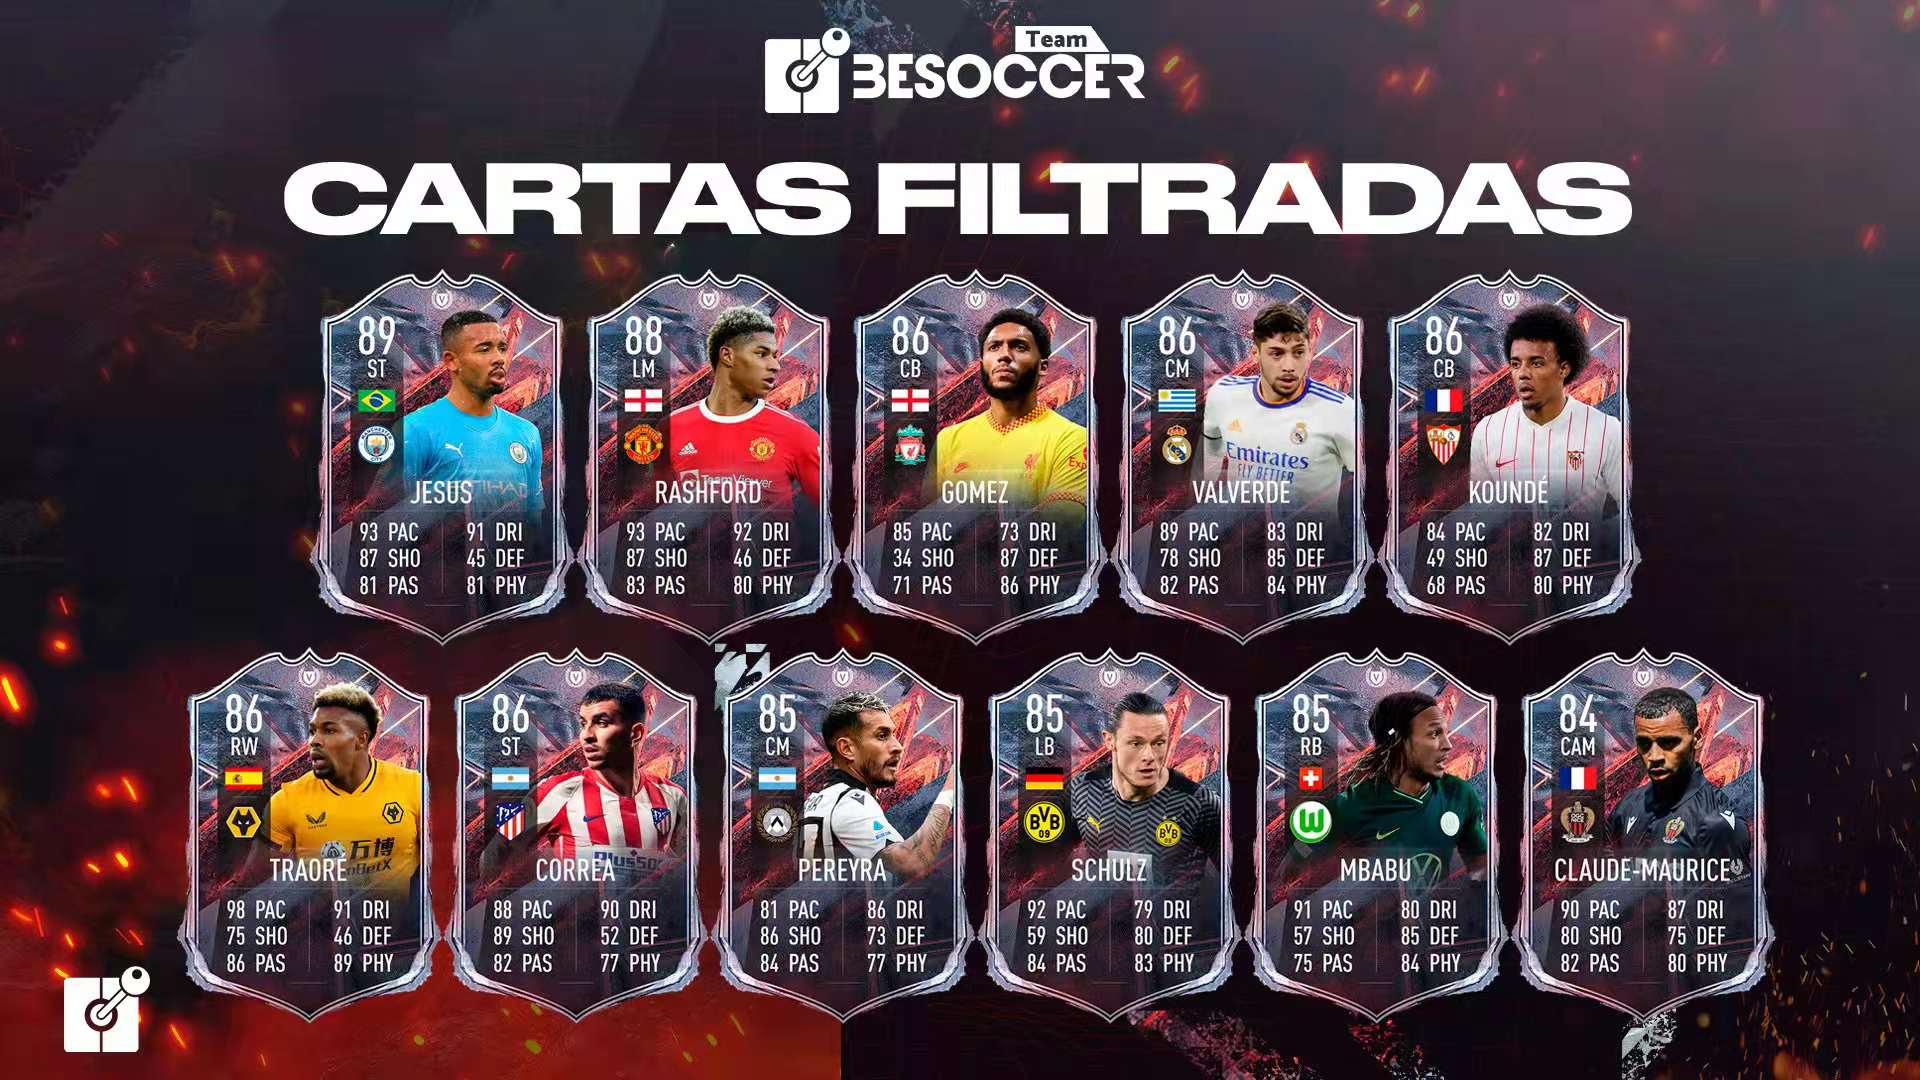 Team
BESOCCER
CARTAS FILTRADAS
89
ST
JESUS
93 PAC 91 DRI
87 SHO 45 DEF
81 PAS 81 PHY
88
LM
TeamViewer
RASHFORD
93 PAC 92 DRI
87 SHO 46 DEF
83 PAS 80 PHY
86
CB
GOMEZ
85 PAC 73 DRI
34 SHO 87 DEF
71 PAS 86 PHY
86
CM
Emirates
FLY BETTER
VALVERDE
89 PAC 83 DRI
78 SHO 85 DEF
82 PAS 84 PHY
86
CB
KOUNDÉ
84 PAC 82 DRI
49 SHO 87 DEF
68 PAS 80 PHY
86
RW
万博
TRAORÉ
98 PAC 91 DRI
75 SHO 46 DEF
86 PAS 89 PHY
86
ST
Plus500
CORREA
88 PAC 90 DRI
89 SHO 52 DEF
82 PAS 77 PHY
85
CM
PEREYRA
81 PAC 86 DRI
86 SHO 73 DEF
84 PAS 77 PHY
85
LB
BVB
09
SCHULZ
92 PAC 79 DRI
59 SHO 80 DEF
84 PAS 83 PHY
85
RB
MBABU
91 PAC 80 DRI
57 SHO 85 DEF
75 PAS 84 PHY
84
CAM
CLAUDE-MAURICE
90 PAC 87 DRI
80 SHO 75 DEF
82 PAS 80 PHY